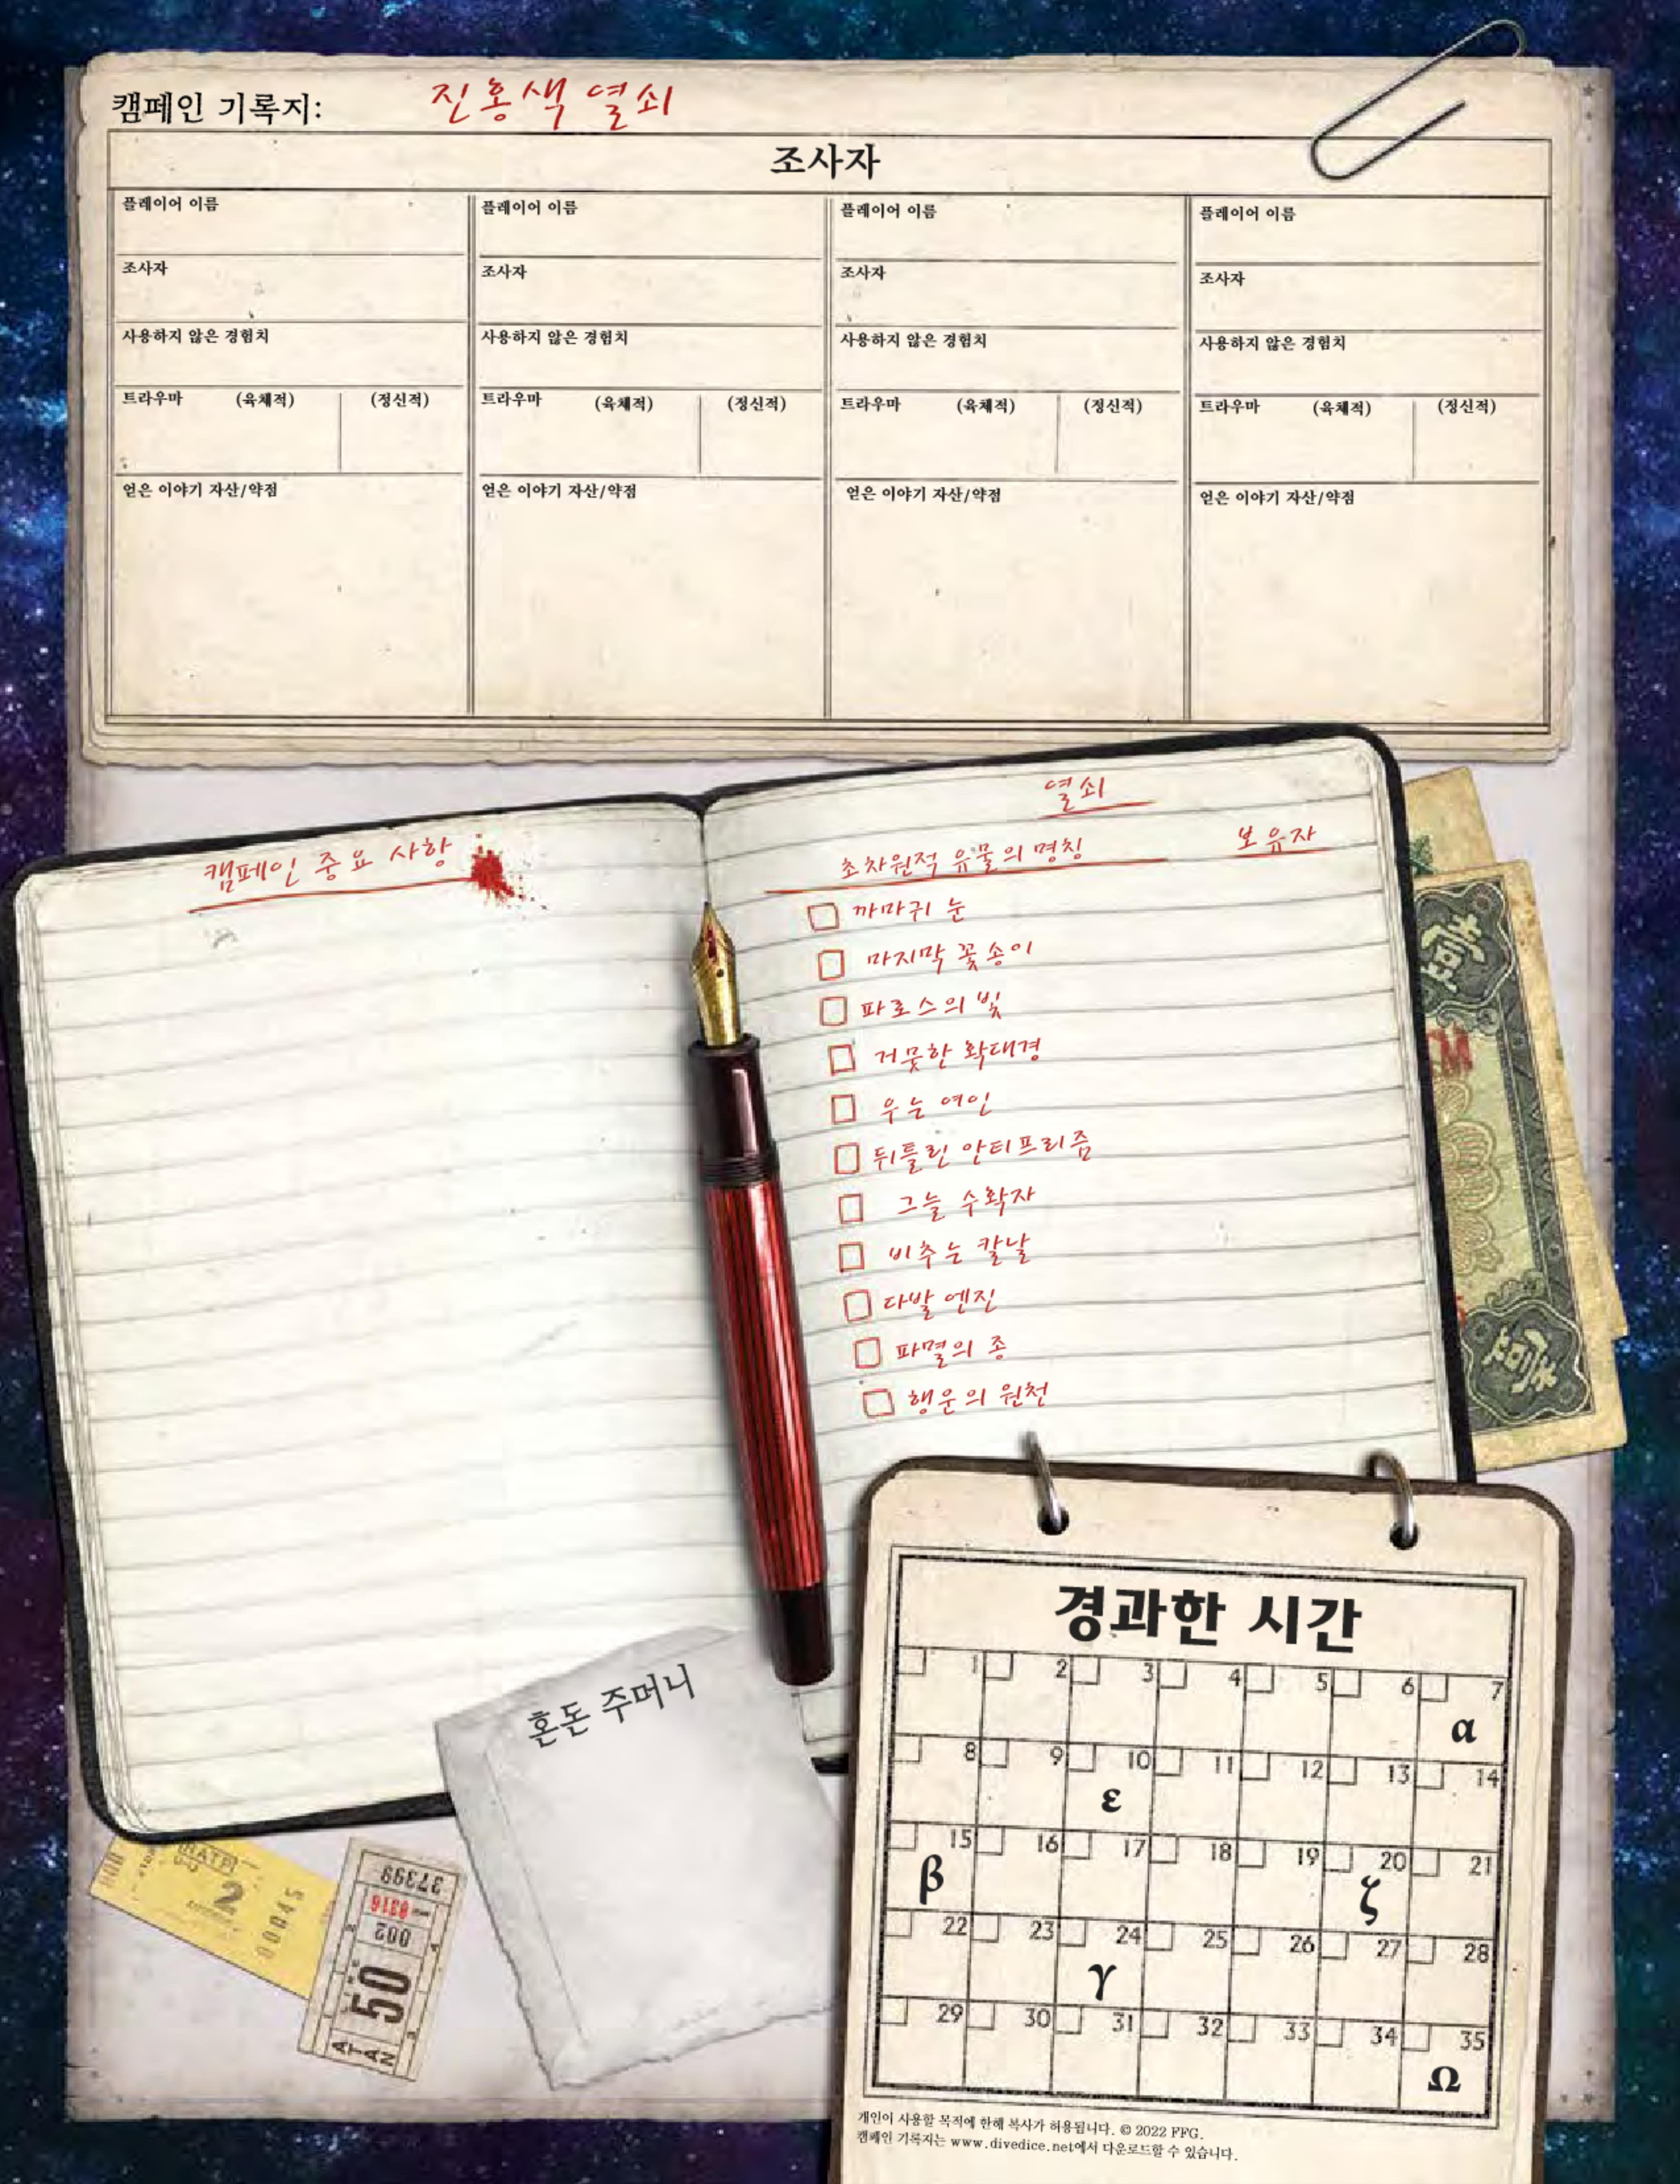 캠페인 기록지: 진홍색 열쇠
조사자
플레이어 이름 플레이어 이름 플레이어 이름 플레이어 이름
조사자 조사자 조사자 조사자
사용하지 않은 경험치 사용하지 않은 경험치 사용하지 않은 경험치 사용하지 않은 경험치
트라우마 (육체적) (정신적) 트라우마 (육체적) (정신적) 트라우마 (육체적) (정신적) 트라우마 (육체적) (정신적)
얻은 이야기 자산/약점 얻은 이야기 자산/약점 얻은 이야기 자산/약점 얻은 이야기 자산/약점
캠페인 중요 사항
열쇠
초차원적 유물의 명칭 보유자
까마귀 눈
마지막 꽃송이
파로스의 빛
거뭇한 확대경
우는 여인
뒤틀린 안티프리즘
그늘 수확자
비추는 칼날
다발 엔진
파멸의 종
행운의 원천
혼돈 주머니
RATP
2
00045
37399
0316
002
50
경과한 시간
1 2 3 4 5 6 7
α
8 9 10 11 12 13 14
ε
15 16 17 18 19 20 21
β ζ
22 23 24 25 26 27 28
γ
29 30 31 32 33 34 35
Ω
개인이 사용할 목적에 한해 복사가 허용됩니다. © 2022 FFG.
캠페인 기록지는 www.divedice.net에서 다운로드할 수 있습니다.